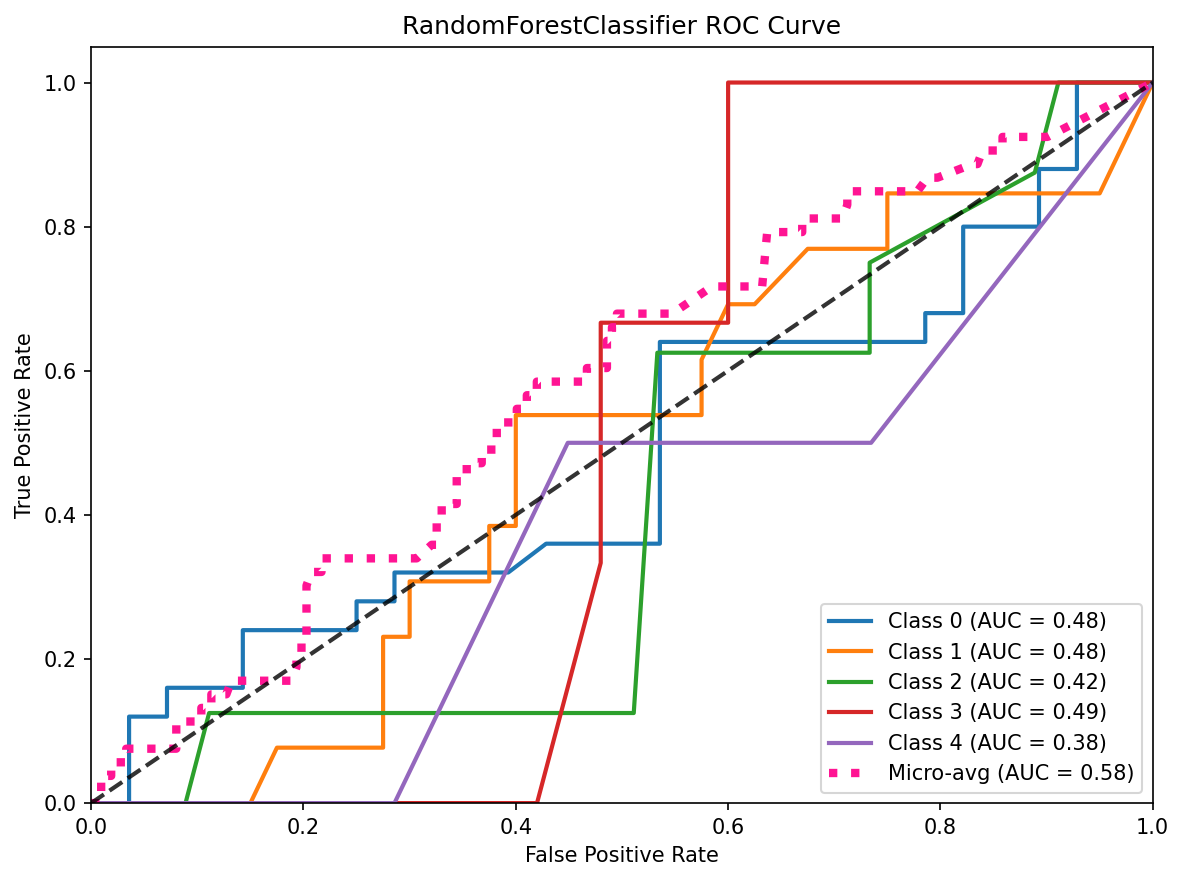 RandomForestClassifier ROC Curve
True Positive Rate
1.0
0.8
0.6
0.4
0.2
0.0
0.0 0.2 0.4 0.6 0.8 1.0
False Positive Rate
Class 0 (AUC = 0.48)
Class 1 (AUC = 0.48)
Class 2 (AUC = 0.42)
Class 3 (AUC = 0.49)
Class 4 (AUC = 0.38)
Micro-avg (AUC = 0.58)